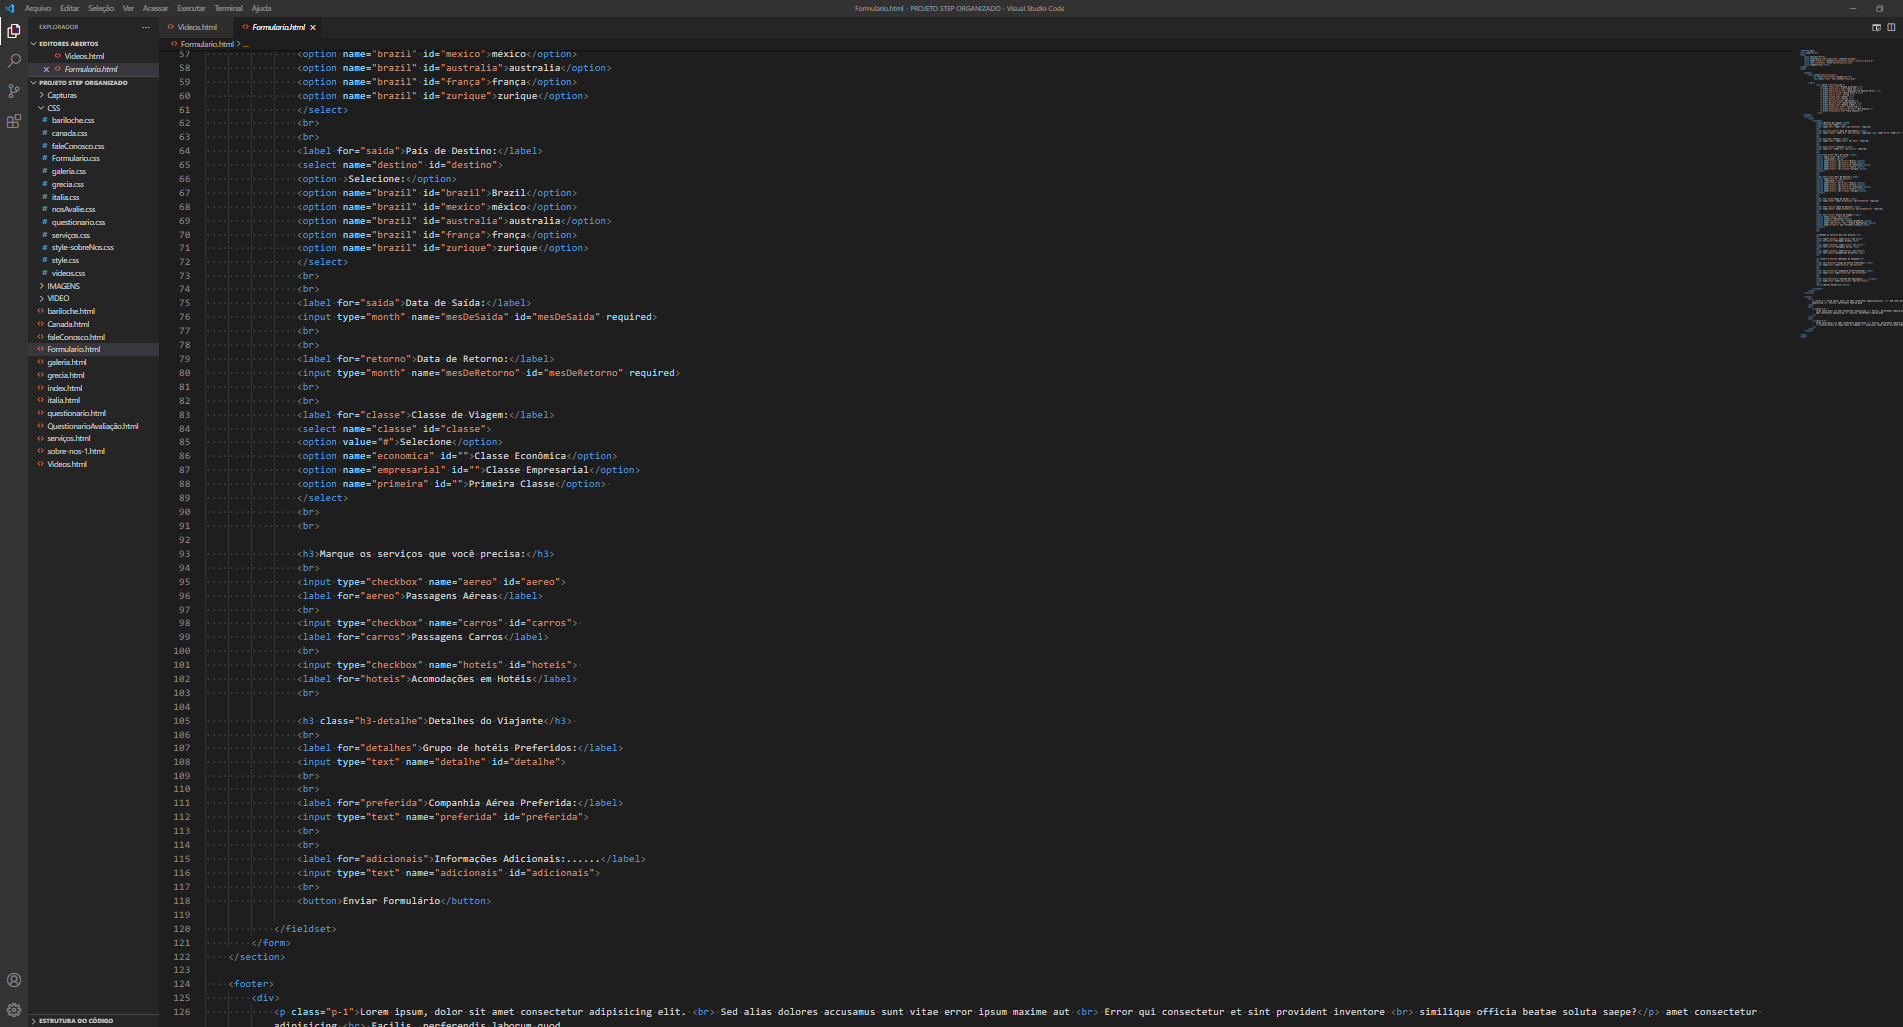 Arquivo Editar Seleção Ver Acessar Executar Terminal Ajuda
Formulario.html - PROJETO STEP ORGANIZADO - Visual Studio Code
EXPLORADOR ...
EDITORES ABERTOS
Videos.html
Formulario.html
PROJETO STEP ORGANIZADO
Capturas
CSS
# bariloche.css
# canada.css
# faleConosco.css
# Formulario.css
# galeria.css
# grecia.css
# italia.css
# nosAvalie.css
# questionario.css
# serviços.css
# style-sobreNos.css
# style.css
# videos.css
IMAGENS
VIDEO
<> bariloche.html
<> Canada.html
<> faleConosco.html
<> Formulario.html
<> galeria.html
<> grecia.html
<> index.html
<> italia.html
<> questionario.html
<> QuestionarioAvaliação.html
<> serviços.html
<> sobre-nos-1.html
<> Videos.html
ESTRUTURA DO CÓDIGO
<> Videos.html <> Formulario.html
<> Formulario.html > ...
57 <option name="brazil" id="mexico">méxico</option>
58 <option name="brazil" id="australia">australia</option>
59 <option name="brazil" id="frança">frança</option>
60 <option name="brazil" id="zurique">zurique</option>
61 </select>
62 <br>
63 <br>
64 <label for="saida">País de Destino:</label>
65 <select name="destino" id="destino">
66 <option >Selecione:</option>
67 <option name="brazil" id="brazil">Brazil</option>
68 <option name="brazil" id="mexico">méxico</option>
69 <option name="brazil" id="australia">australia</option>
70 <option name="brazil" id="frança">frança</option>
71 <option name="brazil" id="zurique">zurique</option>
72 </select>
73 <br>
74 <br>
75 <label for="saida">Data de Saída:</label>
76 <input type="month" name="mesDeSaida" id="mesDeSaida" required>
77 <br>
78 <br>
79 <label for="retorno">Data de Retorno:</label>
80 <input type="month" name="mesDeRetorno" id="mesDeRetorno" required>
81 <br>
82 <br>
83 <label for="classe">Classe de Viagem:</label>
84 <select name="classe" id="classe">
85 <option value="#">Selecione</option>
86 <option name="economica" id="">Classe Econômica</option>
87 <option name="empresarial" id="">Classe Empresarial</option>
88 <option name="primeira" id="">Primeira Classe</option>
89 </select>
90 <br>
91 <br>
92
93 <h3>Marque os serviços que você precisa:</h3>
94 <br>
95 <input type="checkbox" name="aereo" id="aereo">
96 <label for="aereo">Passagens Aéreas</label>
97 <br>
98 <input type="checkbox" name="carros" id="carros">
99 <label for="carros">Passagens Carros</label>
100 <br>
101 <input type="checkbox" name="hoteis" id="hoteis">
102 <label for="hoteis">Acomodações em Hotéis</label>
103 <br>
104
105 <h3 class="h3-detalhe">Detalhes do Viajante</h3>
106 <br>
107 <label for="detalhes">Grupo de hotéis Preferidos:</label>
108 <input type="text" name="detalhe" id="detalhe">
109 <br>
110 <br>
111 <label for="preferida">Companhia Aérea Preferida:</label>
112 <input type="text" name="preferida" id="preferida">
113 <br>
114 <br>
115 <label for="adicionais">Informações Adicionais:......</label>
116 <input type="text" name="adicionais" id="adicionais">
117 <br>
118 <button>Enviar Formulário</button>
119
120 </fieldset>
121 </form>
122 </section>
123
124 <footer>
125 <div>
126 <p class="p-1">Lorem ipsum, dolor sit amet consectetur adipisicing elit. <br> Sed alias dolores accusamus sunt vitae error ipsum maxime aut <br> Error qui consectetur et sint provident inventore <br> similique officia beatae soluta saepe?</p> amet consectetur
adipisicing <br> Facilis, perferendis laborum quod